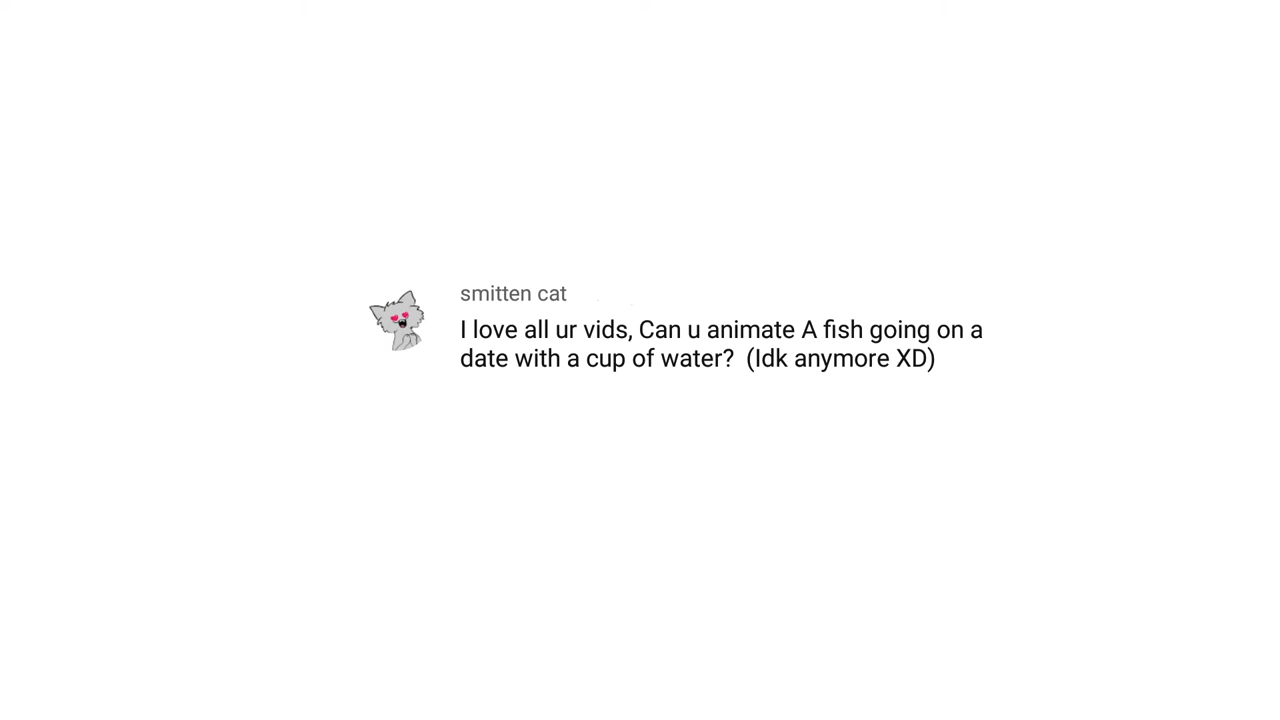 smitten cat
I love all ur vids, Can u animate A fish going on a
date with a cup of water?  (Idk anymore XD)